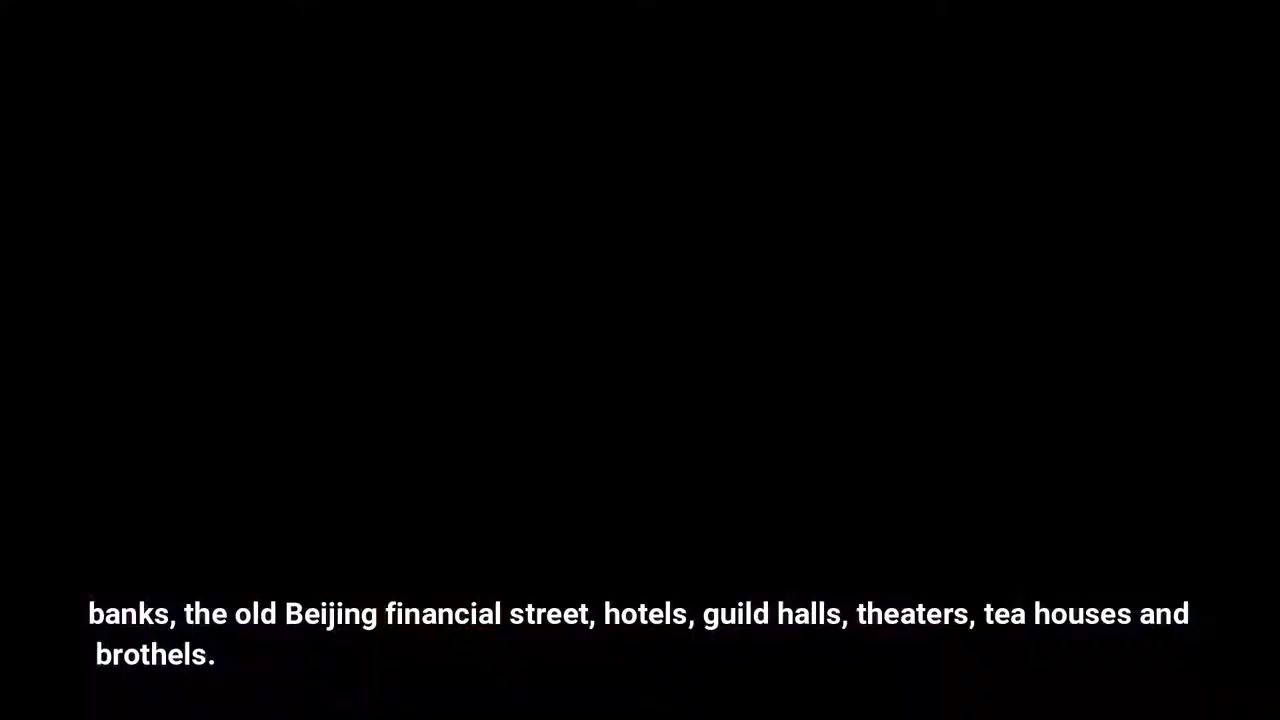 banks, the old Beijing financial street, hotels, guild halls, theaters, tea houses and
brothels.